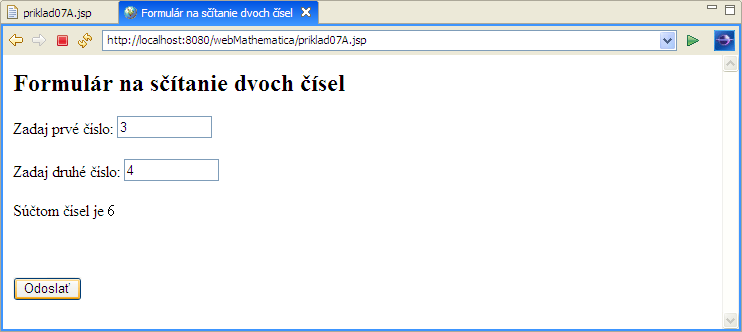 priklad07A.jsp
Formulár na sčítanie dvoch čísel
http://localhost:8080/webMathematica/priklad07A.jsp
Formulár na sčítanie dvoch čísel
Zadaj prvé číslo: 3
Zadaj druhé číslo: 4
Súčtom čísel je 6
Odoslať